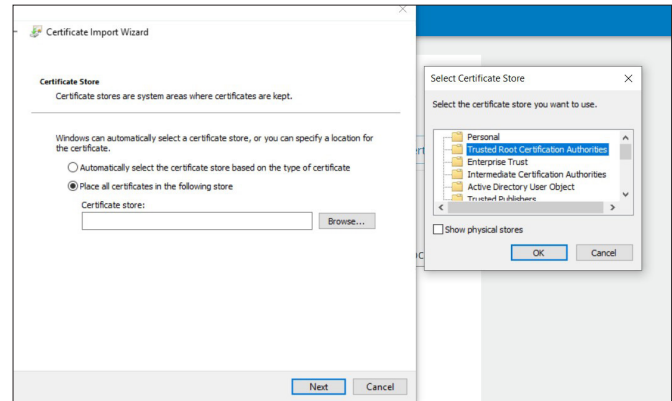 Certificate Import Wizard
Certificate Store
Certificate stores are system areas where certificates are kept.
Windows can automatically select a certificate store, or you can specify a location for
the certificate.
Automatically select the certificate store based on the type of certificate
Place all certificates in the following store
Certificate store:
Browse...
Next
Cancel
Select Certificate Store
Select the certificate store you want to use.
Personal
Trusted Root Certification Authorities
Enterprise Trust
Intermediate Certification Authorities
Active Directory User Object
Trusted Publishers
Show physical stores
OK
Cancel